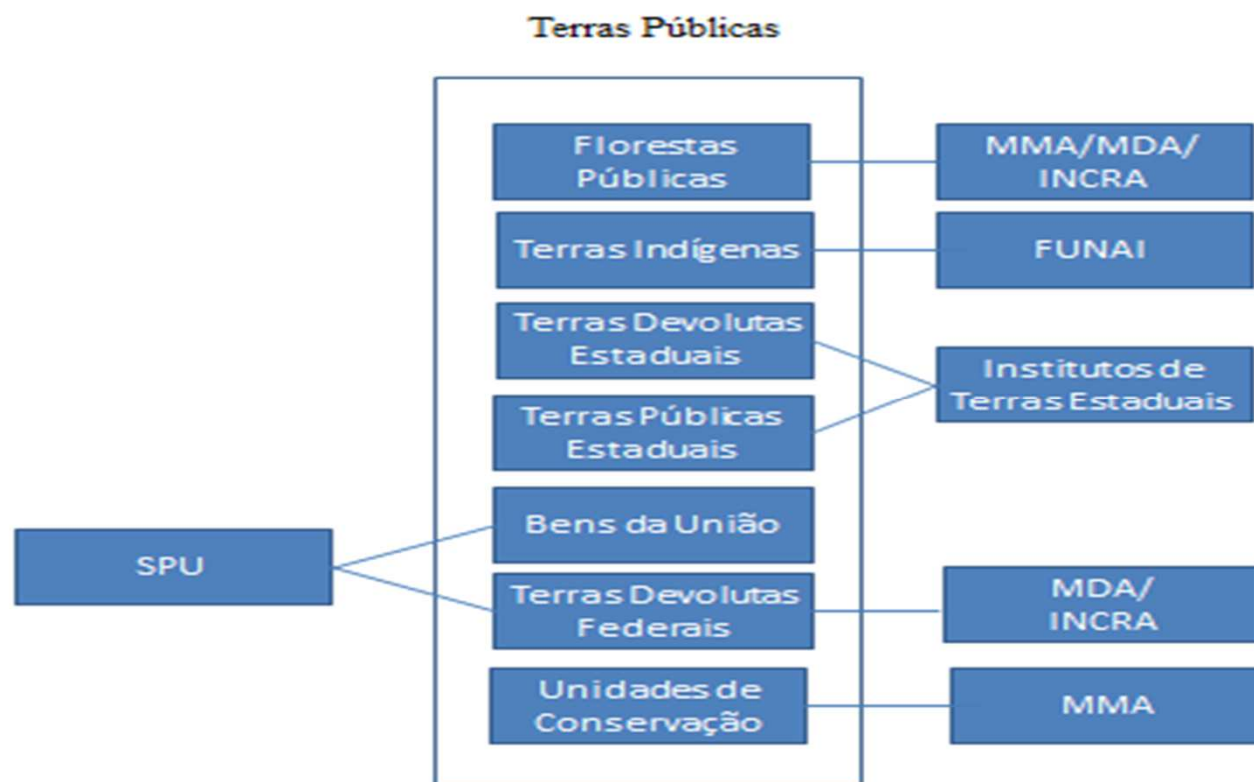 Terras Públicas
Florestas
Públicas
MMA/MDA/
INCRA
Terras Indígenas
FUNAI
Terras Devolutas
Estaduais
Institutos de
Terras Estaduais
Terras Públicas
Estaduais
Bens da União
SPU
Terras Devolutas
Federais
MDA/
INCRA
Unidades de
Conservação
MMA